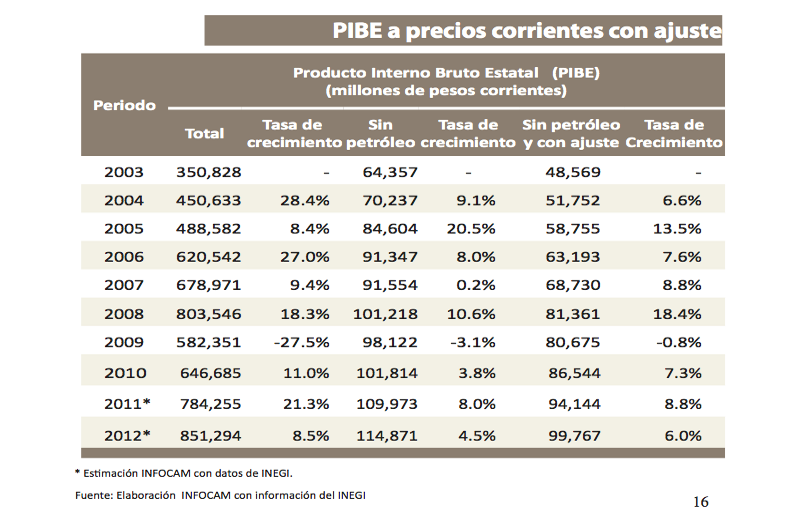 PIBE a precios corrientes con ajuste
Producto Interno Bruto Estatal (PIBE)
(millones de pesos corrientes)
Periodo
Total
Tasa de crecimiento
Sin petróleo
Tasa de crecimiento
Sin petróleo y con ajuste
Tasa de Crecimiento
2003 350,828 - 64,357 - 48,569 -
2004 450,633 28.4% 70,237 9.1% 51,752 6.6%
2005 488,582 8.4% 84,604 20.5% 58,755 13.5%
2006 620,542 27.0% 91,347 8.0% 63,193 7.6%
2007 678,971 9.4% 91,554 0.2% 68,730 8.8%
2008 803,546 18.3% 101,218 10.6% 81,361 18.4%
2009 582,351 -27.5% 98,122 -3.1% 80,675 -0.8%
2010 646,685 11.0% 101,814 3.8% 86,544 7.3%
2011* 784,255 21.3% 109,973 8.0% 94,144 8.8%
2012* 851,294 8.5% 114,871 4.5% 99,767 6.0%
* Estimación INFOCAM con datos de INEGI.
Fuente: Elaboración INFOCAM con información del INEGI
16